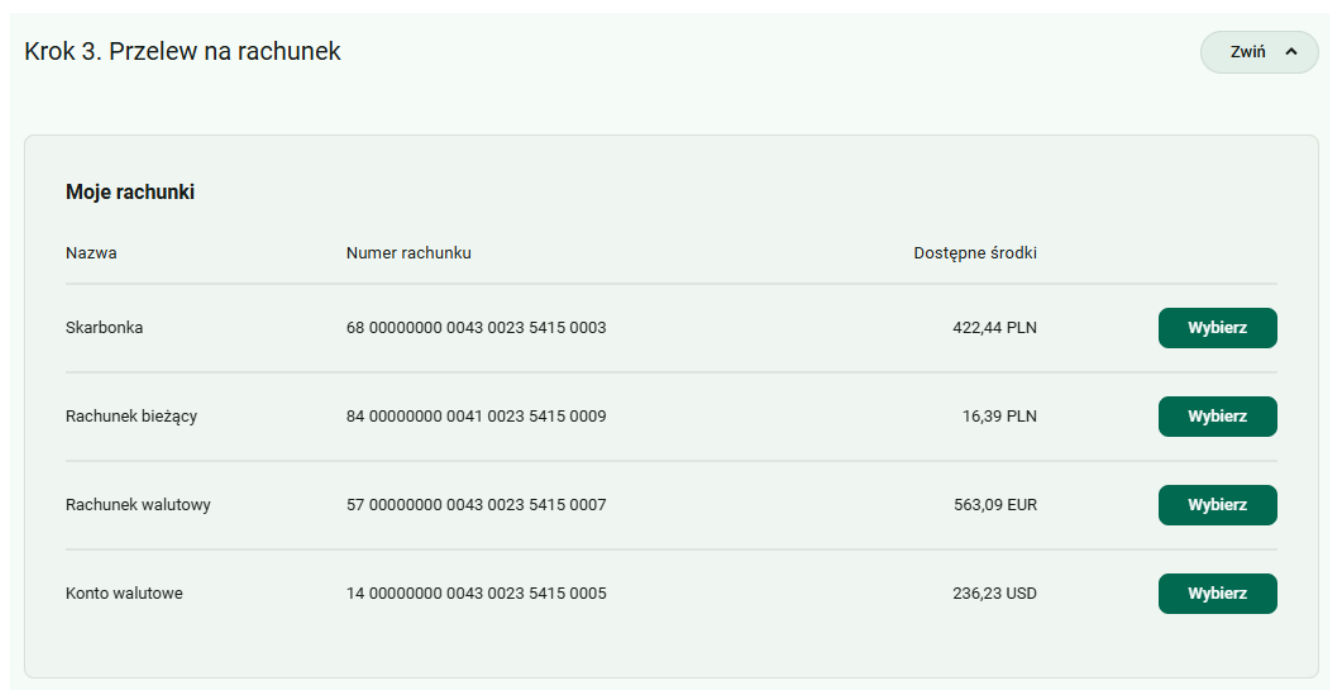 Krok 3. Przelew na rachunek Zwiń
Moje rachunki
Nazwa Numer rachunku Dostępne środki
Skarbonka 68 00000000 0043 0023 5415 0003 422,44 PLN Wybierz
Rachunek bieżący 84 00000000 0041 0023 5415 0009 16,39 PLN Wybierz
Rachunek walutowy 57 00000000 0043 0023 5415 0007 563,09 EUR Wybierz
Konto walutowe 14 00000000 0043 0023 5415 0005 236,23 USD Wybierz